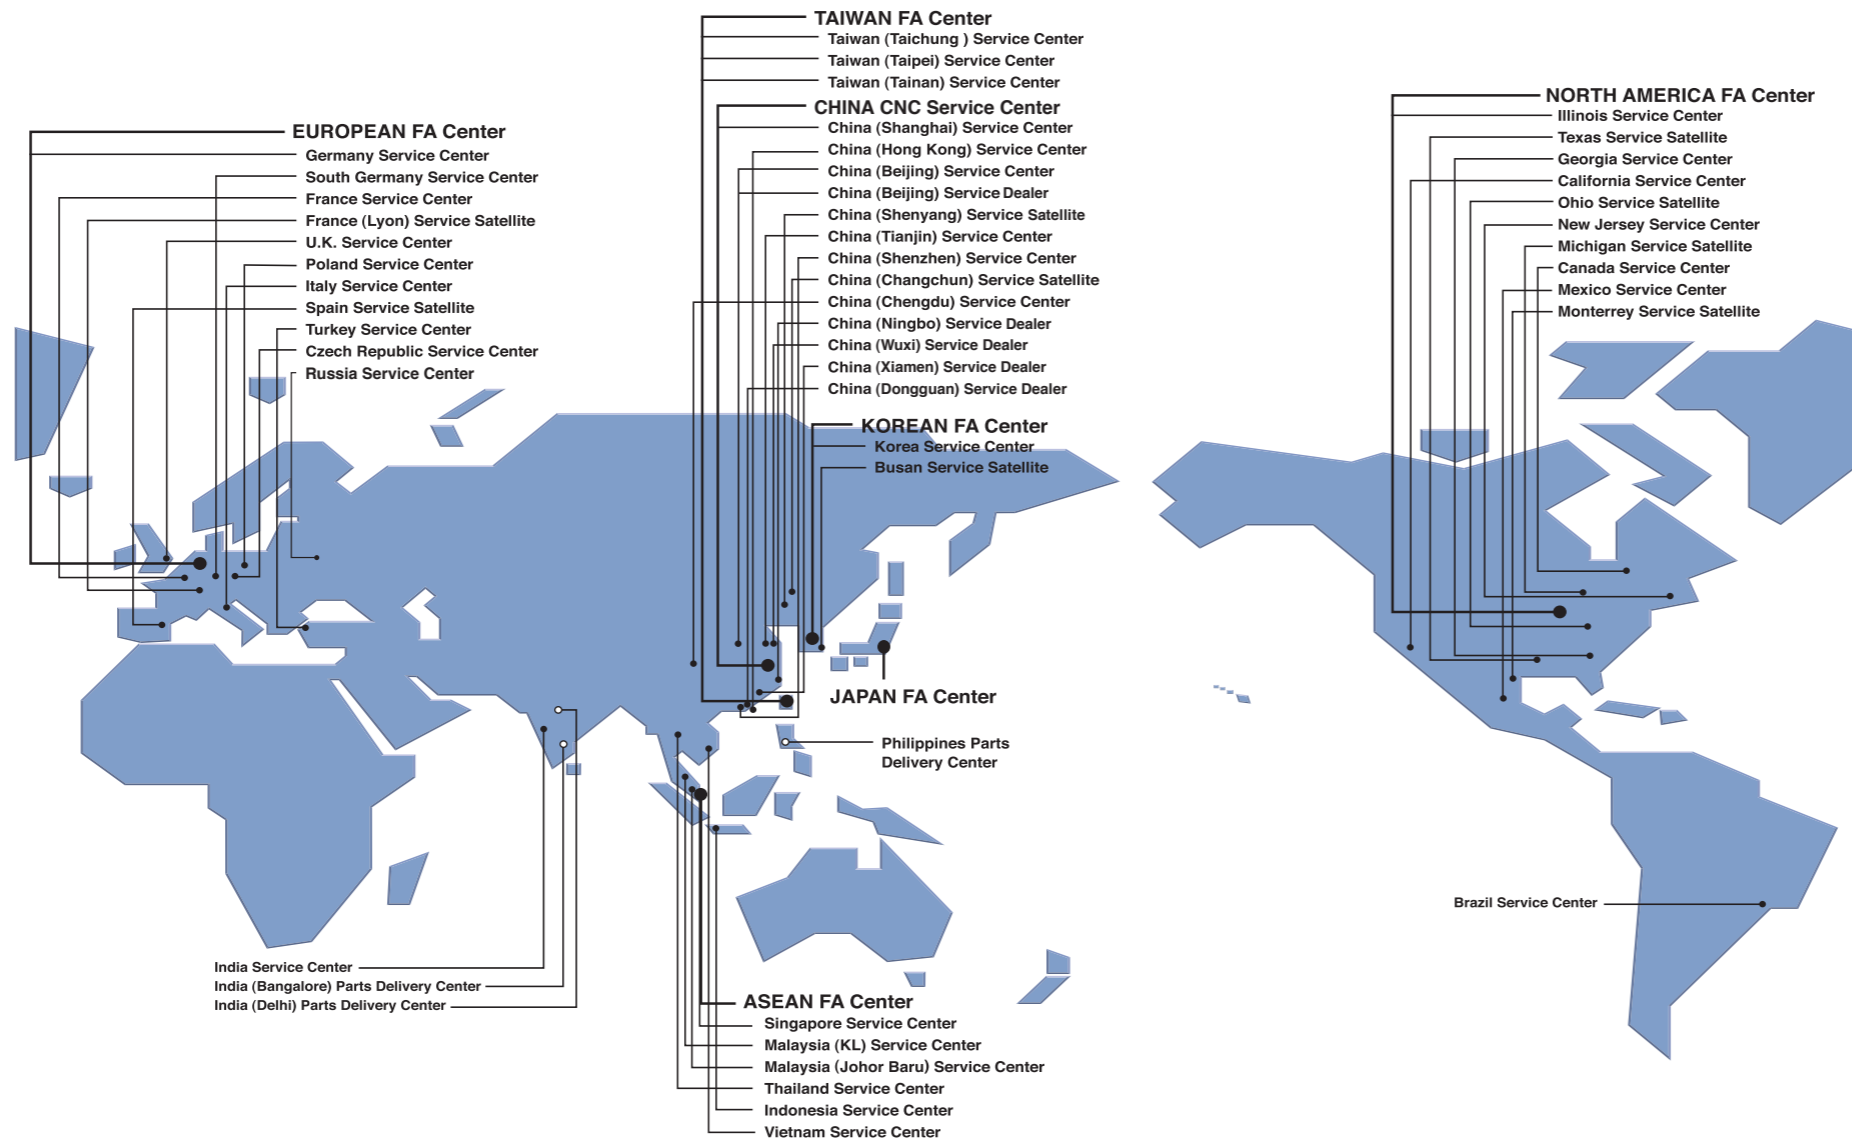 TAIWAN FA Center
Taiwan (Taichung ) Service Center
Taiwan (Taipei) Service Center
Taiwan (Tainan) Service Center
CHINA CNC Service Center
China (Shanghai) Service Center
China (Hong Kong) Service Center
China (Beijing) Service Center
China (Beijing) Service Dealer
China (Shenyang) Service Satellite
China (Tianjin) Service Center
China (Shenzhen) Service Center
China (Changchun) Service Satellite
China (Chengdu) Service Center
China (Ningbo) Service Dealer
China (Wuxi) Service Dealer
China (Xiamen) Service Dealer
China (Dongguan) Service Dealer
KOREAN FA Center
Korea Service Center
Busan Service Satellite
JAPAN FA Center
Philippines Parts
Delivery Center
EUROPEAN FA Center
Germany Service Center
South Germany Service Center
France Service Center
France (Lyon) Service Satellite
U.K. Service Center
Poland Service Center
Italy Service Center
Spain Service Satellite
Turkey Service Center
Czech Republic Service Center
Russia Service Center
NORTH AMERICA FA Center
Illinois Service Center
Texas Service Satellite
Georgia Service Center
California Service Center
Ohio Service Satellite
New Jersey Service Center
Michigan Service Satellite
Canada Service Center
Mexico Service Center
Monterrey Service Satellite
Brazil Service Center
India Service Center
India (Bangalore) Parts Delivery Center
India (Delhi) Parts Delivery Center
ASEAN FA Center
Singapore Service Center
Malaysia (KL) Service Center
Malaysia (Johor Baru) Service Center
Thailand Service Center
Indonesia Service Center
Vietnam Service Center